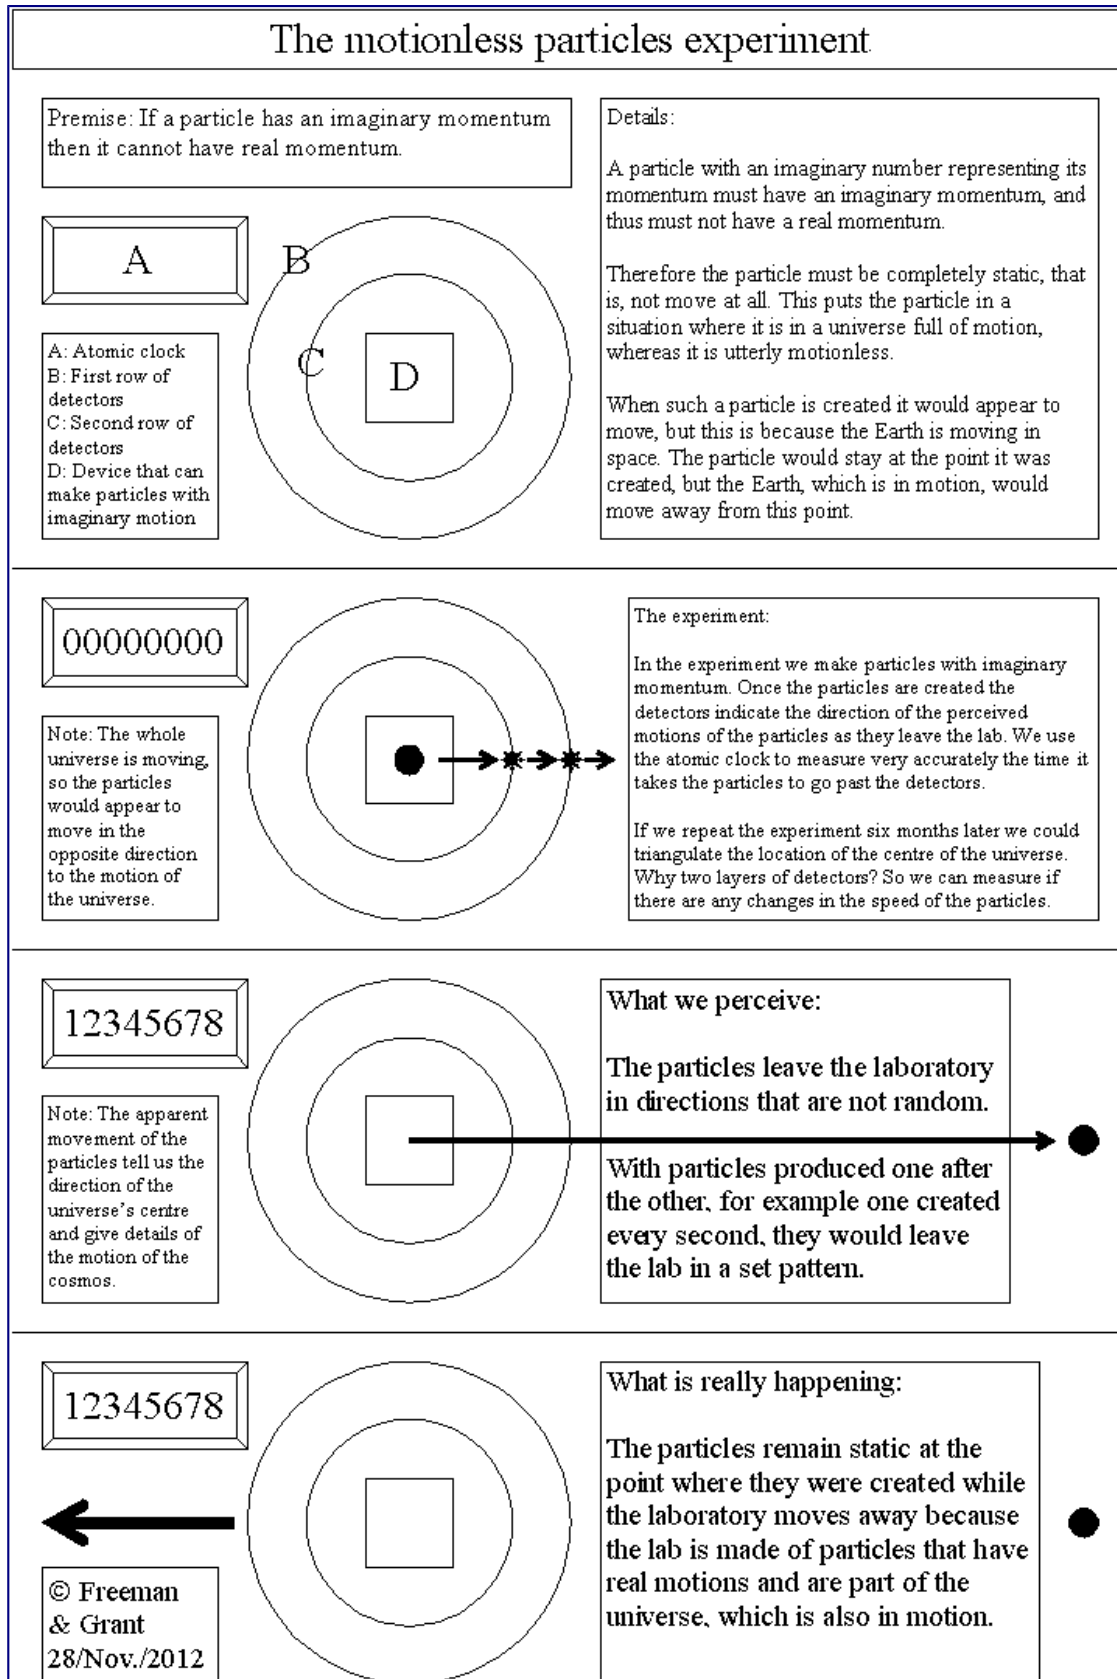 The motionless particles experiment
Premise: If a particle has an imaginary momentum
then it cannot have real momentum.
A
B
C
D
A: Atomic clock
B: First row of
detectors
C: Second row of
detectors
D: Device that can
make particles with
imaginary motion
Details:
A particle with an imaginary number representing its
momentum must have an imaginary momentum, and
thus must not have a real momentum.
Therefore the particle must be completely static, that
is, not move at all. This puts the particle in a
situation where it is in a universe full of motion,
whereas it is utterly motionless.
When such a particle is created it would appear to
move, but this is because the Earth is moving in
space. The particle would stay at the point it was
created, but the Earth, which is in motion, would
move away from this point.
00000000
Note: The whole
universe is moving,
so the particles
would appear to
move in the
opposite direction
to the motion of
the universe.
The experiment:
In the experiment we make particles with imaginary
momentum. Once the particles are created the
detectors indicate the direction of the perceived
motions of the particles as they leave the lab. We use
the atomic clock to measure very accurately the time it
takes the particles to go past the detectors.
If we repeat the experiment six months later we could
triangulate the location of the centre of the universe.
Why two layers of detectors? So we can measure if
there are any changes in the speed of the particles.
12345678
Note: The apparent
movement of the
particles tell us the
direction of the
universe's centre
and give details of
the motion of the
cosmos.
What we perceive:
The particles leave the laboratory
in directions that are not random.
With particles produced one after
the other, for example one created
every second, they would leave
the lab in a set pattern.
12345678
© Freeman
& Grant
28/Nov./2012
What is really happening:
The particles remain static at the
point where they were created while
the laboratory moves away because
the lab is made of particles that have
real motions and are part of the
universe, which is also in motion.